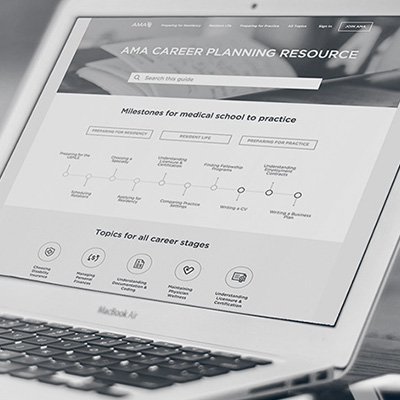 AMA
Preparing for Residency Resident Life Preparing for Practice All Topics Sign In JOIN AMA
AMA CAREER PLANNING RESOURCE
Search this guide
Milestones for medical school to practice
PREPARING FOR RESIDENCY RESIDENT LIFE PREPARING FOR PRACTICE
Preparing for the
USMLE
Choosing a
Specialty
Understanding
Licensure &
Certification
Finding Fellowship
Programs
Understanding
Employment
Contracts
Scheduling
Rotations
Applying for
Residency
Comparing Practice
Settings
Writing a CV
Writing a Business
Plan
Topics for all career stages
Choosing
Disability
Insurance
Managing
Personal
Finances
Understanding
Documentation &
Coding
Maintaining
Physician
Wellness
Understanding
Licensure and
Certification
MacBook Air